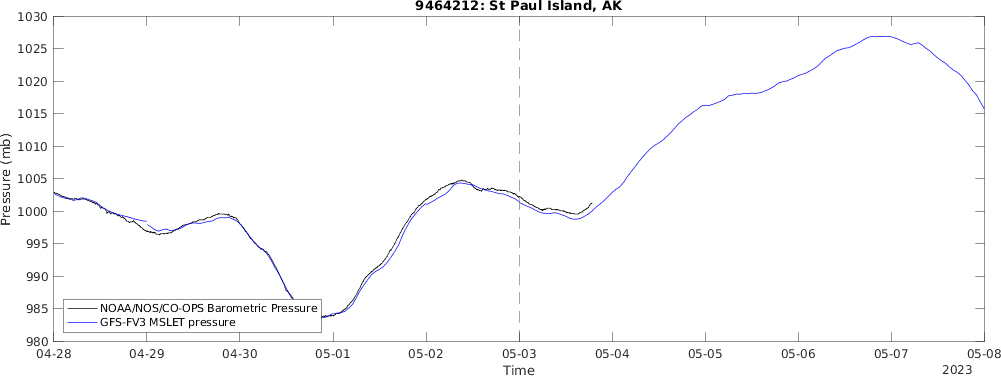 9464212: St Paul Island, AK
1030
1025
1020
1015
1010
1005
1000
995
990
985
980
Pressure (mb)
NOAA/NOS/CO-OPS Barometric Pressure
GFS-FV3 MSLET pressure
04-28 04-29 04-30 05-01 05-02 05-03 05-04 05-05 05-06 05-07 05-08
Time
2023